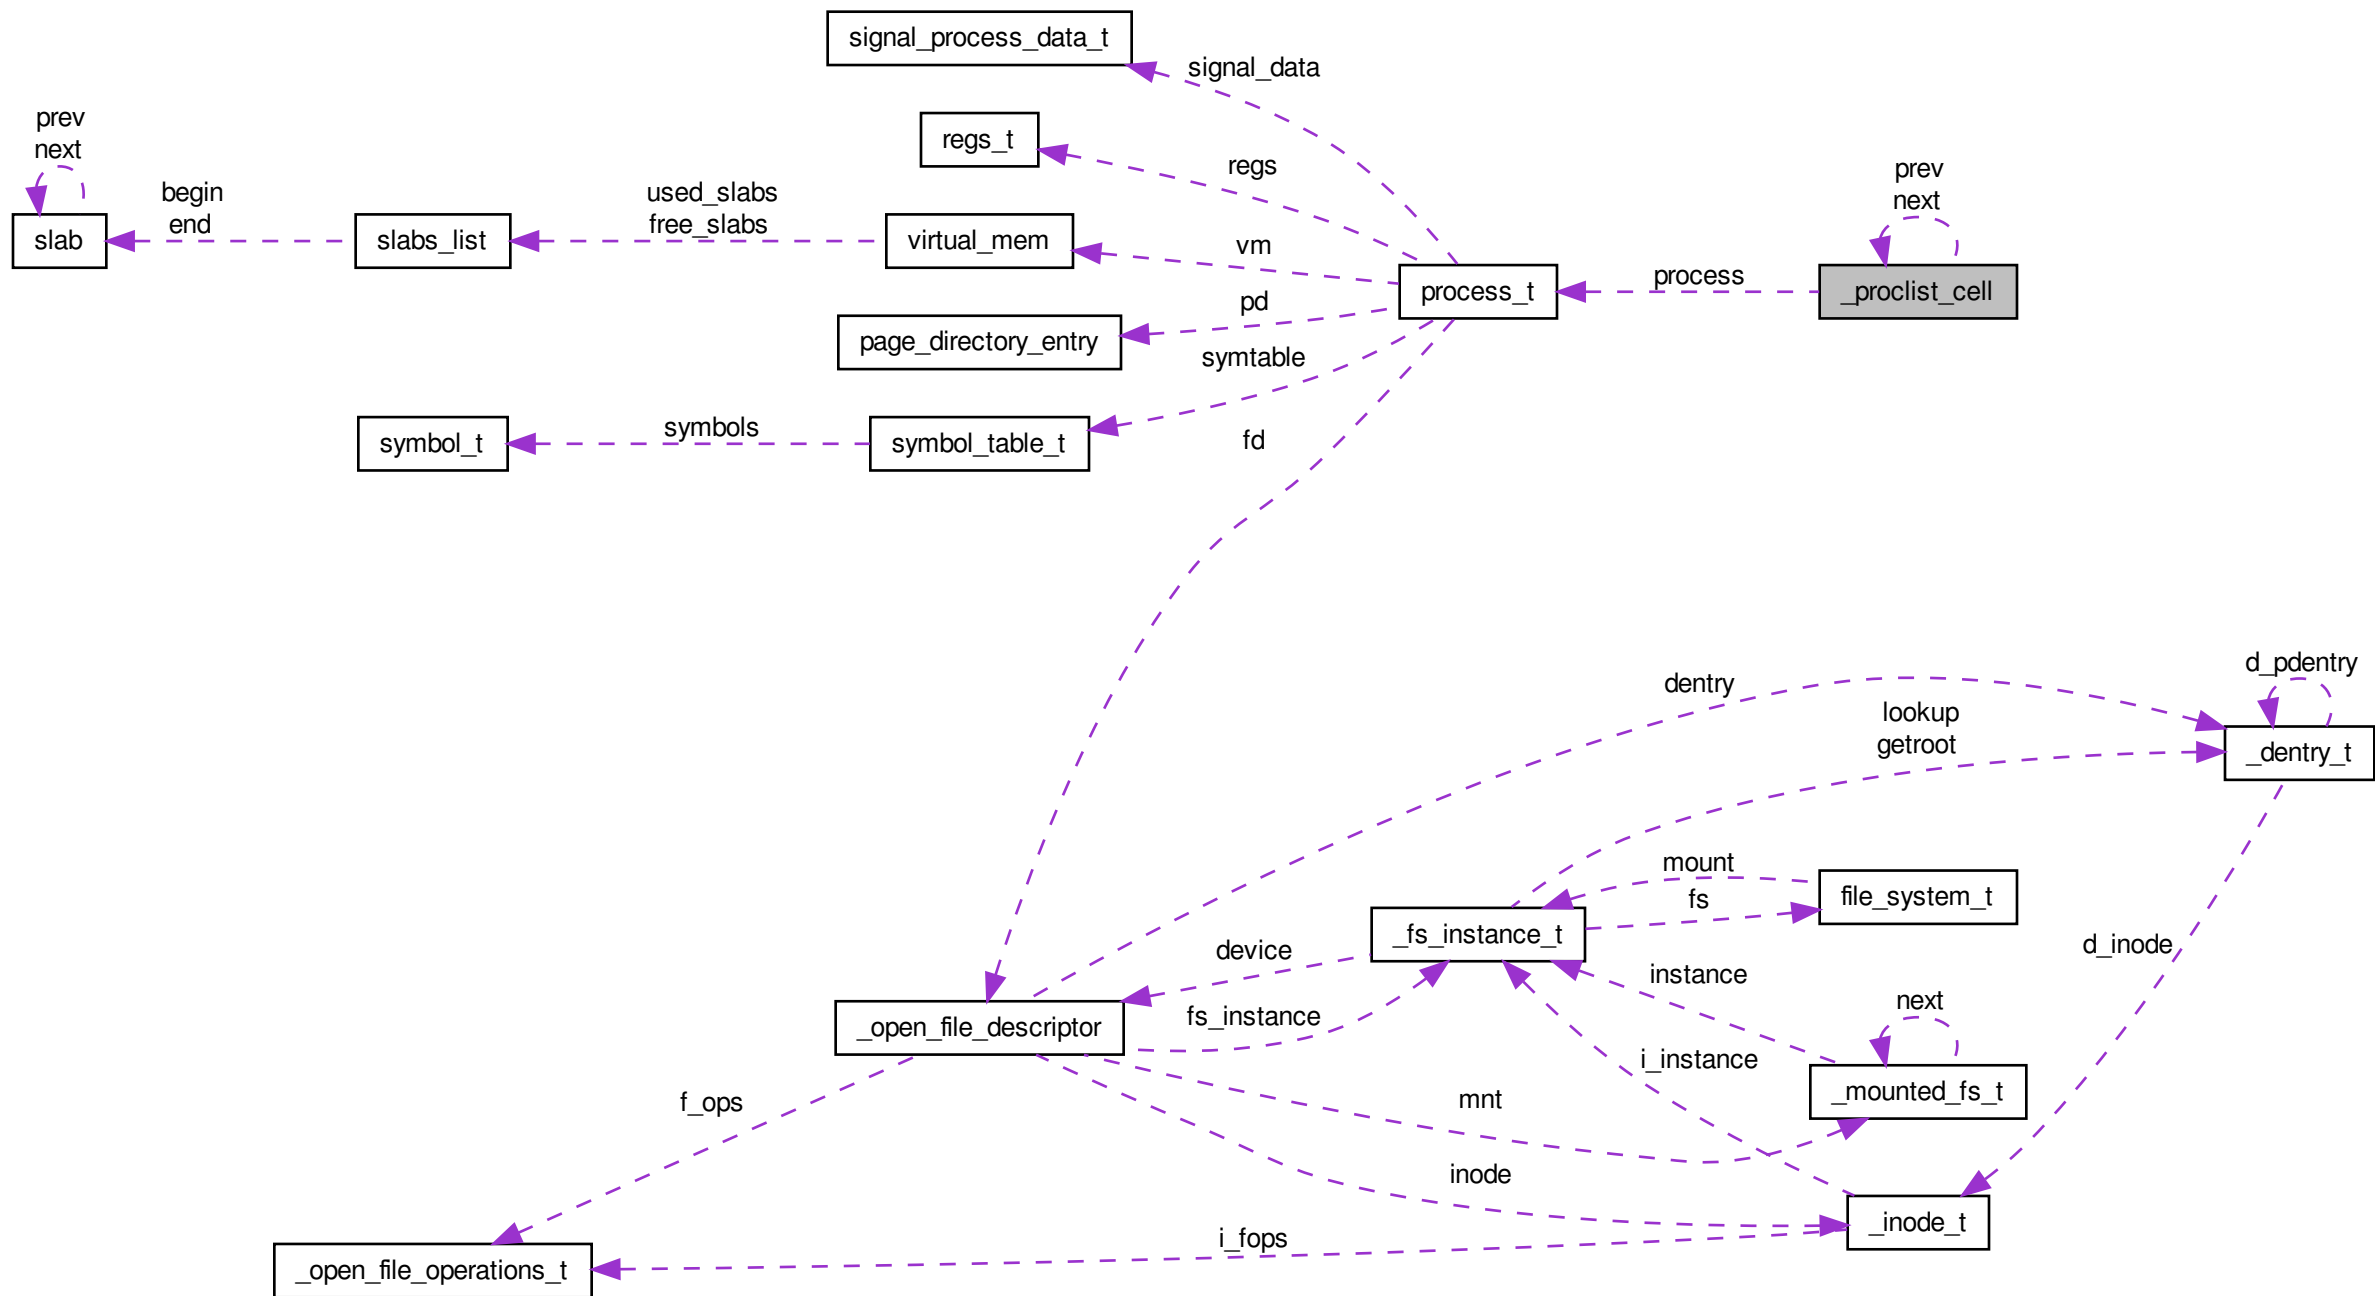 signal_process_data_t
signal_data
prev
next
regs_t
regs
prev
next
begin
end
used_slabs
free_slabs
slab
slabs_list
virtual_mem
vm
process_t
process
_proclist_cell
pd
page_directory_entry
symtable
symbol_t
symbols
symbol_table_t
fd
d_pdentry
dentry
lookup
getroot
_dentry_t
mount
fs
file_system_t
_fs_instance_t
device
d_inode
instance
next
_open_file_descriptor
fs_instance
i_instance
_mounted_fs_t
f_ops
mnt
inode
_inode_t
i_fops
_open_file_operations_t